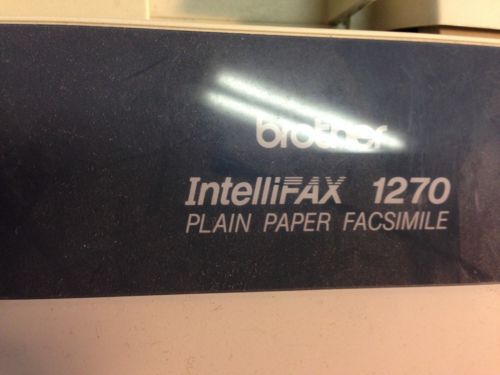 brother
IntelliFAX 1270
PLAIN PAPER FACSIMILE